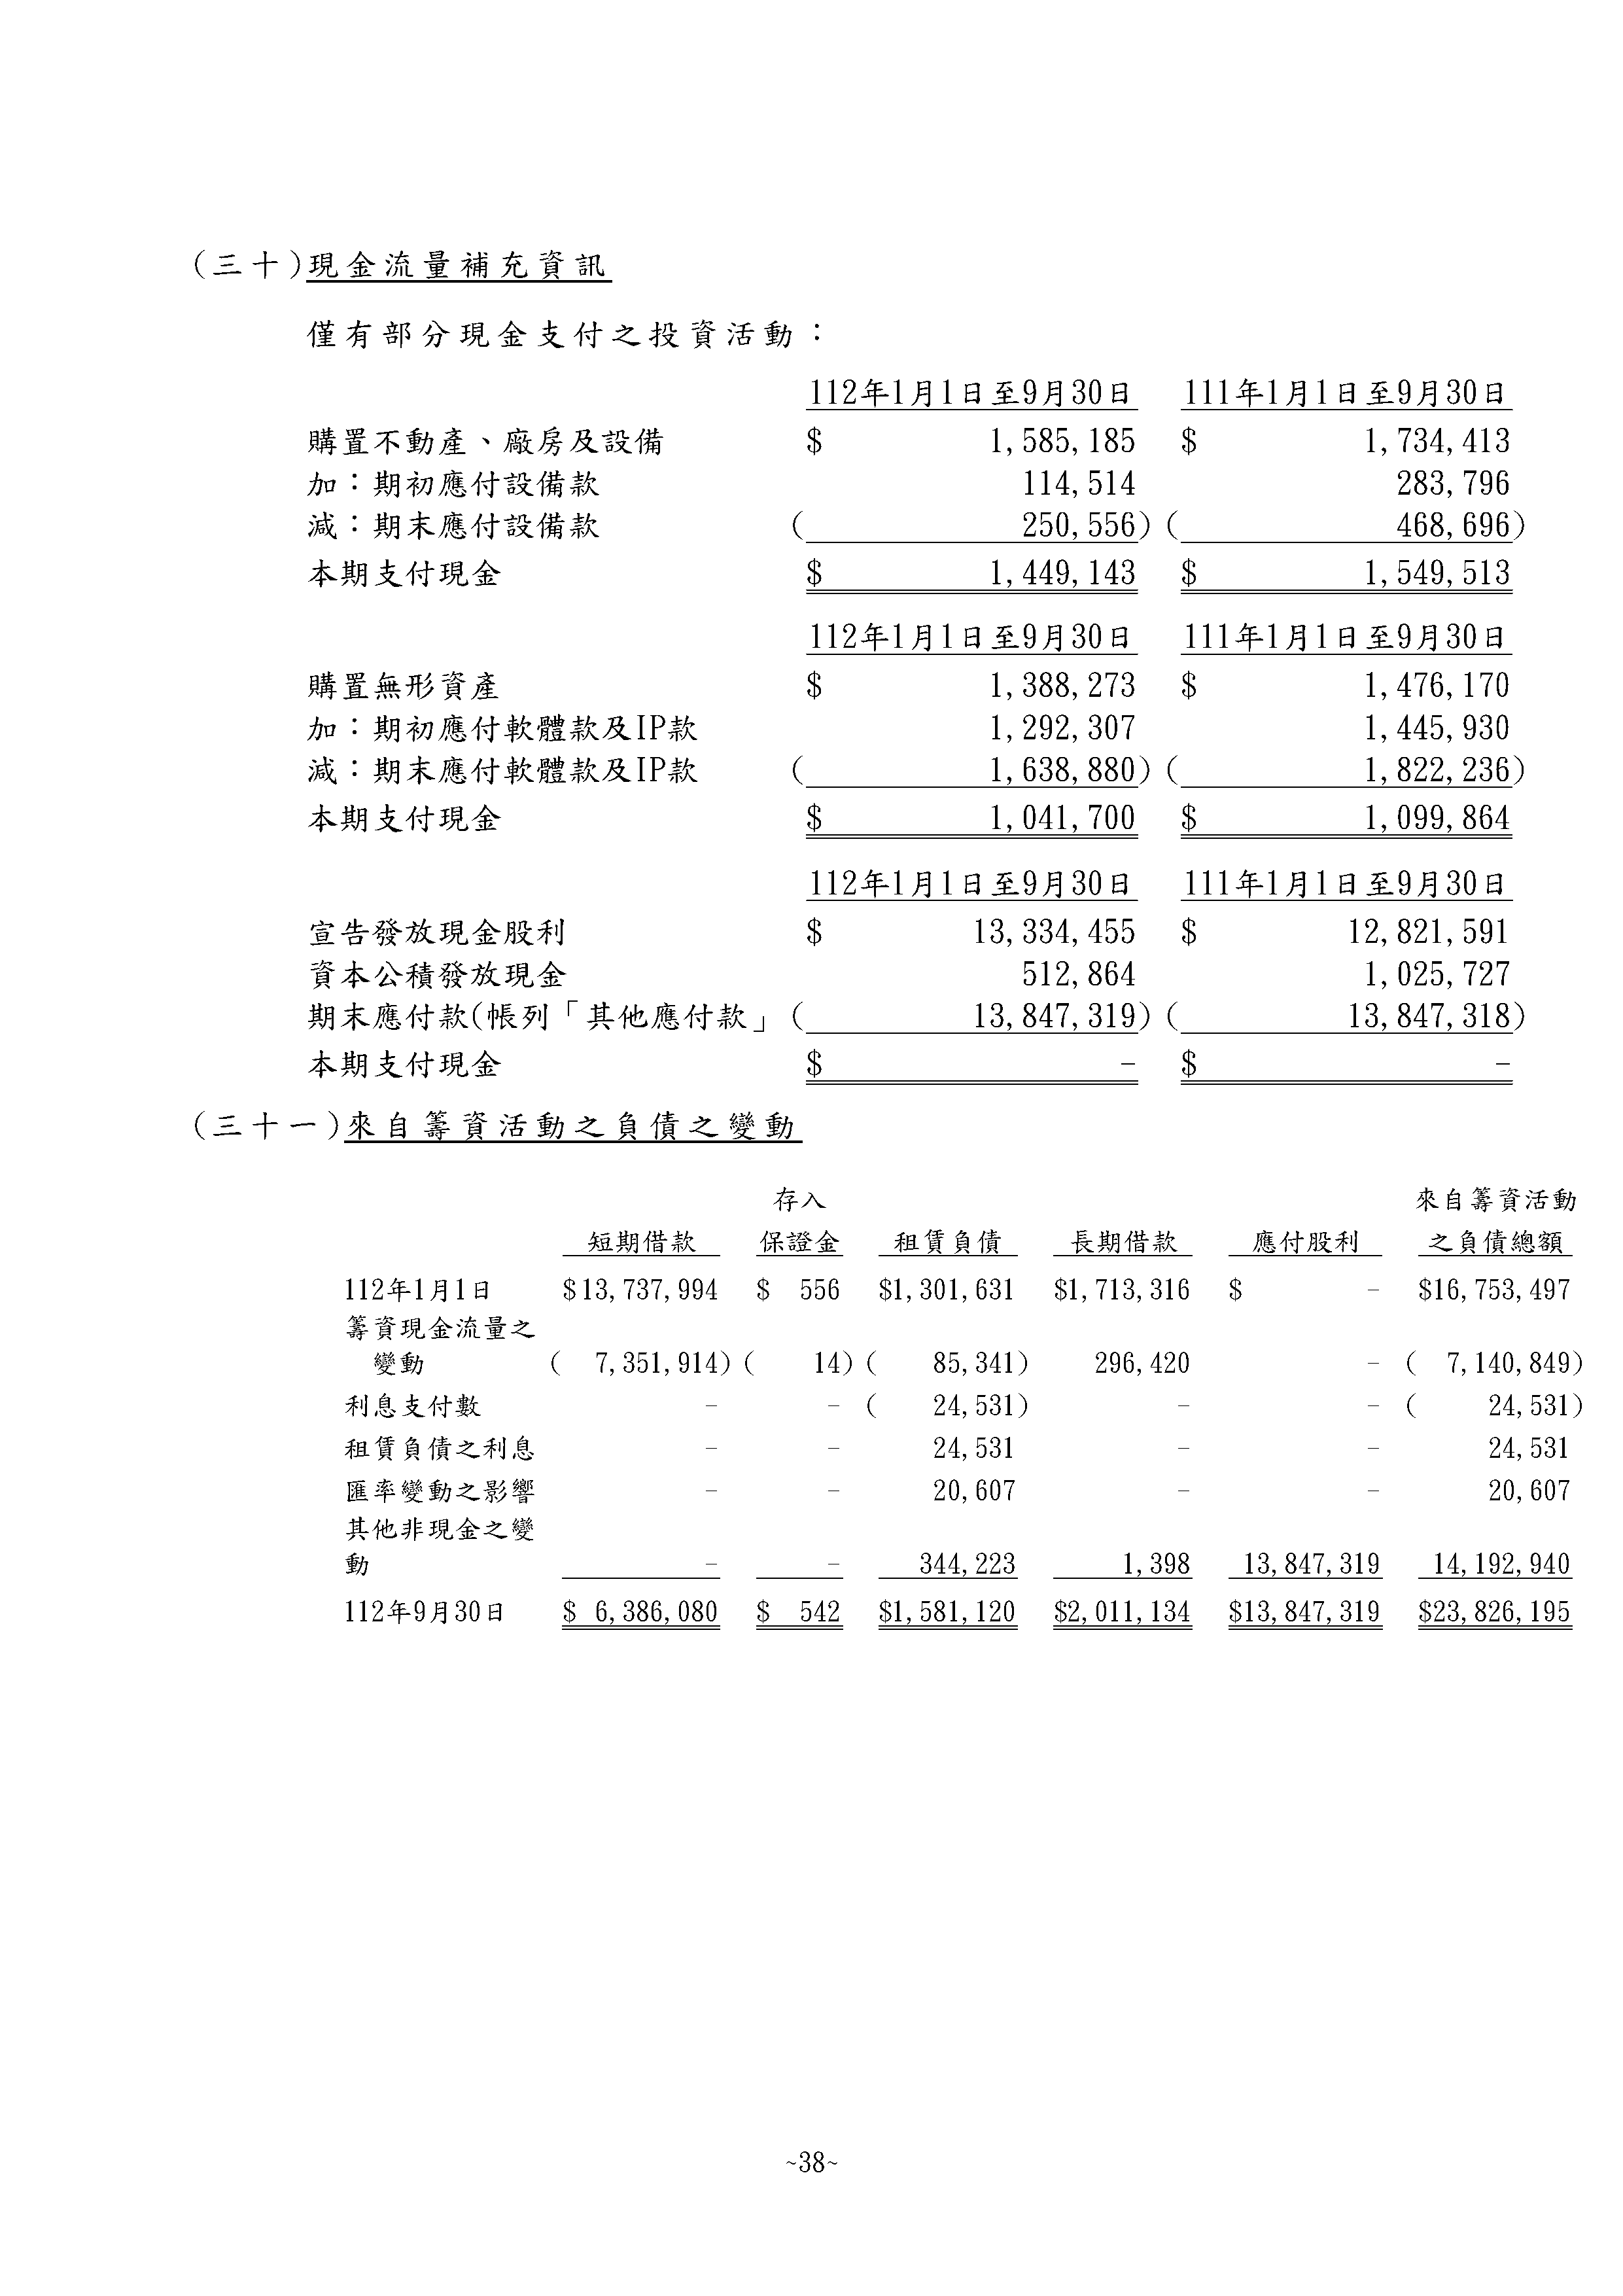 (三十)現金流量補充資訊
僅有部分現金支付之投資活動：
112年1月1日至9月30日 111年1月1日至9月30日
購置不動產、廠房及設備 $ 1,585,185 $ 1,734,413
加：期初應付設備款 114,514 283,796
減：期末應付設備款 ( 250,556) ( 468,696)
本期支付現金 $ 1,449,143 $ 1,549,513
112年1月1日至9月30日 111年1月1日至9月30日
購置無形資產 $ 1,388,273 $ 1,476,170
加：期初應付軟體款及IP款 1,292,307 1,445,930
減：期末應付軟體款及IP款 ( 1,638,880) ( 1,822,236)
本期支付現金 $ 1,041,700 $ 1,099,864
112年1月1日至9月30日 111年1月1日至9月30日
宣告發放現金股利 $ 13,334,455 $ 12,821,591
資本公積發放現金 512,864 1,025,727
期末應付款(帳列「其他應付款」 ( 13,847,319) ( 13,847,318)
本期支付現金 $ - $ -
(三十一)來自籌資活動之負債之變動
存入 來自籌資活動
短期借款 保證金 租賃負債 長期借款 應付股利 之負債總額
112年1月1日 $13,737,994 $ 556 $1,301,631 $1,713,316 $ - $16,753,497
籌資現金流量之
變動 ( 7,351,914) ( 14) ( 85,341) 296,420 - ( 7,140,849)
利息支付數 - - ( 24,531) - - ( 24,531)
租賃負債之利息 - - 24,531 - - 24,531
匯率變動之影響 - - 20,607 - - 20,607
其他非現金之變
動 - - 344,223 1,398 13,847,319 14,192,940
112年9月30日 $ 6,386,080 $ 542 $1,581,120 $2,011,134 $13,847,319 $23,826,195
~38~